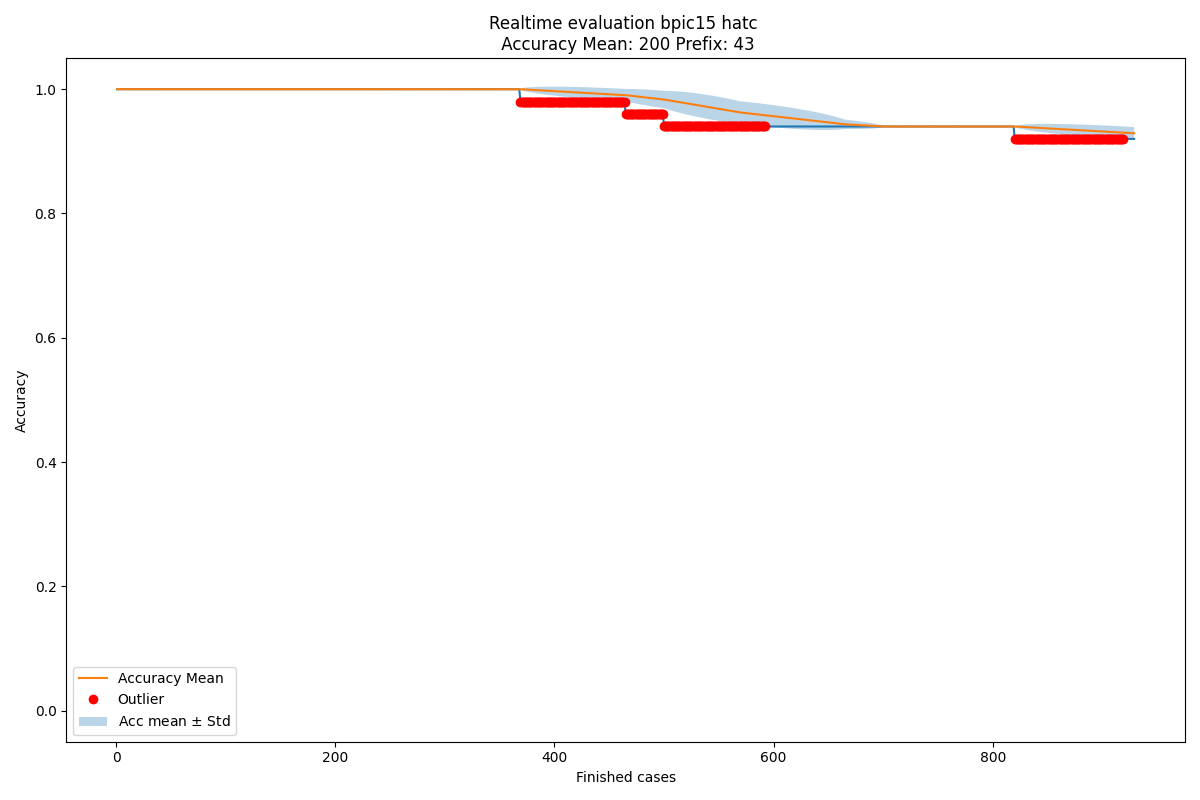 Realtime evaluation bpic15 hatc
Accuracy Mean: 200 Prefix: 43
1.0
0.8
0.6
0.4
0.2
0.0
Accuracy
Accuracy Mean
Outlier
Acc mean ± Std
0 200 400 600 800
Finished cases